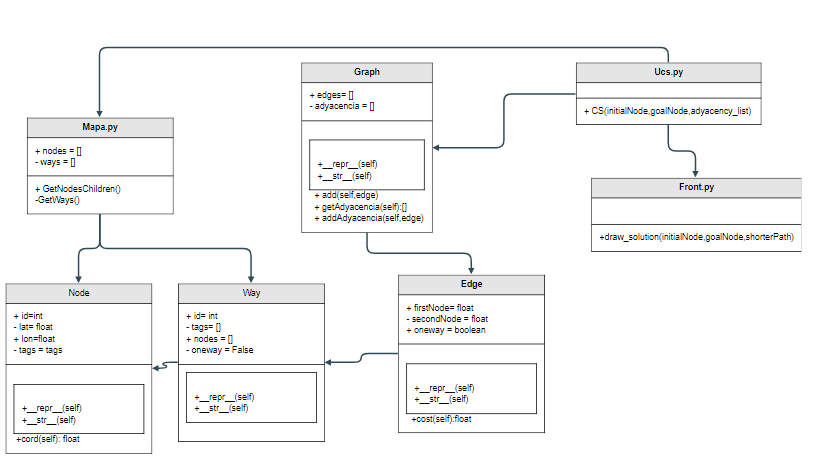 Graph
+ edges= []
- adyacencia = []
+__repr__(self)
+__str__(self)
+ add(self,edge)
+ getAdyacencia(self):[]
+ addAdyacencia(self,edge)
Ucs.py
+ CS(initialNode,goalNode,adyacency_list)
Mapa.py
+ nodes = []
- ways = []
+ GetNodesChildren()
-GetWays()
Front.py
+draw_solution(initialNode,goalNode,shorterPath)
Node
+ id=int
- lat= float
+ lon=float
- tags = tags
+__repr__(self)
+__str__(self)
+cord(self): float
Way
+ id= int
- tags= []
+ nodes = []
- oneway = False
+__repr__(self)
+__str__(self)
Edge
+ firstNode= float
- secondNode = float
+ oneway = boolean
+__repr__(self)
+__str__(self)
+cost(self):float